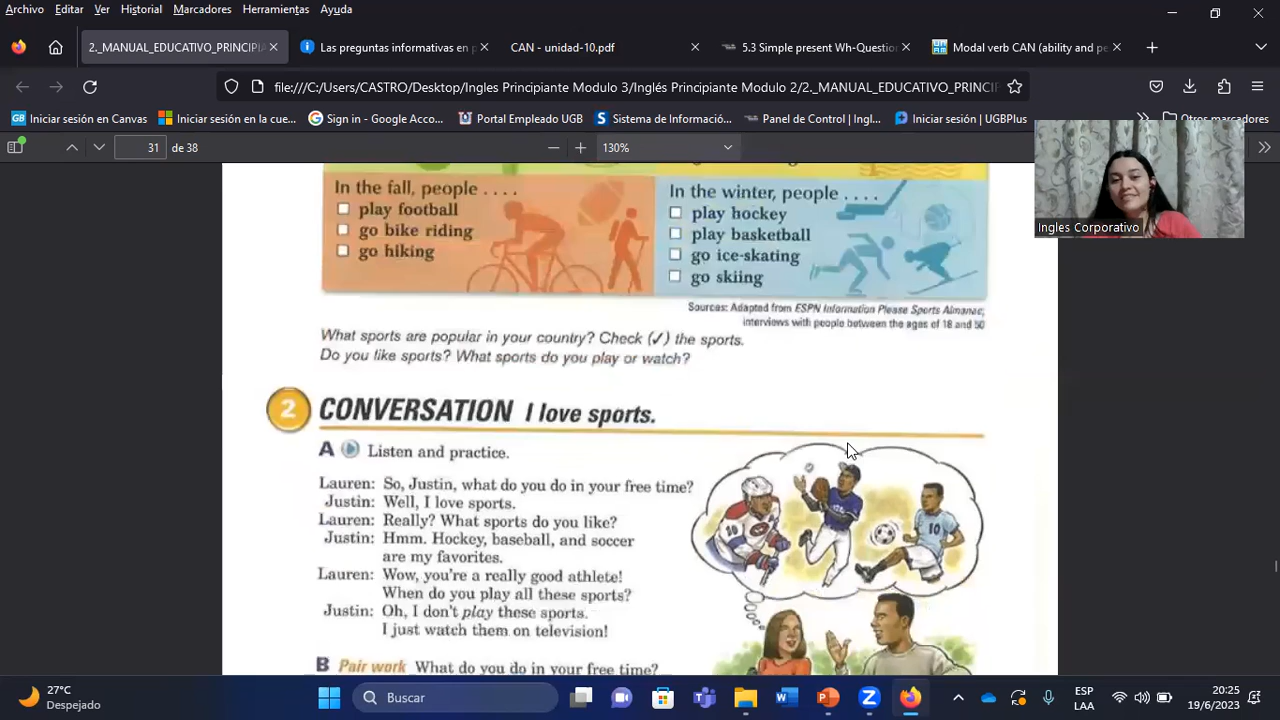 Archivo Editar Ver Historial Marcadores Herramientas Ayuda
2._MANUAL_EDUCATIVO_PRINCIPIA
Las preguntas informativas en p
CAN - unidad-10.pdf
5.3 Simple present Wh-Question
Modal verb CAN (ability and pe
file:///C:/Users/CASTRO/Desktop/Ingles Principiante Modulo 3/Inglés Principiante Modulo 2/2._MANUAL_EDUCATIVO_PRINCI
Iniciar sesión en Canvas
Iniciar sesión en la cue...
Sign in - Google Acco...
Portal Empleado UGB
Sistema de Informació...
Panel de Control | Ingl...
Iniciar sesión | UGBPlus
Otros marcadores
31 de 38
130%
Ingles Corporativo
In the fall, people . . . .
play football
go bike riding
go hiking
In the winter, people . . . .
play hockey
play basketball
go ice-skating
go skiing
Sources: Adapted from ESPN Information Please Sports Almanac;
interviews with people between the ages of 18 and 50
What sports are popular in your country? Check (✓) the sports.
Do you like sports? What sports do you play or watch?
2 CONVERSATION I love sports.
A Listen and practice.
Lauren: So, Justin, what do you do in your free time?
Justin: Well, I love sports.
Lauren: Really? What sports do you like?
Justin: Hmm. Hockey, baseball, and soccer
are my favorites.
Lauren: Wow, you're a really good athlete!
When do you play all these sports?
Justin: Oh, I don't play these sports.
I just watch them on television!
10
10
B Pair work What do you do in your free time?
27°C
Despejado
Buscar
ESP
LAA
20:25
19/6/2023